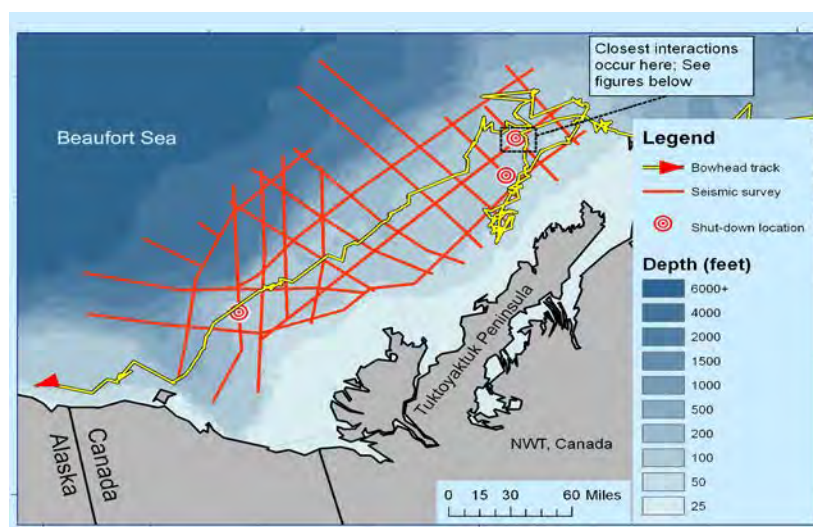 Closest interactions
occur here; See
figures below
Beaufort Sea
Legend
Bowhead track
Seismic survey
Shut-down location
Depth (feet)
6000+
4000
2000
1500
1000
500
200
100
50
25
Tuktoyaktuk Peninsula
NWT, Canada
Canada
Alaska
0 15 30 60 Miles